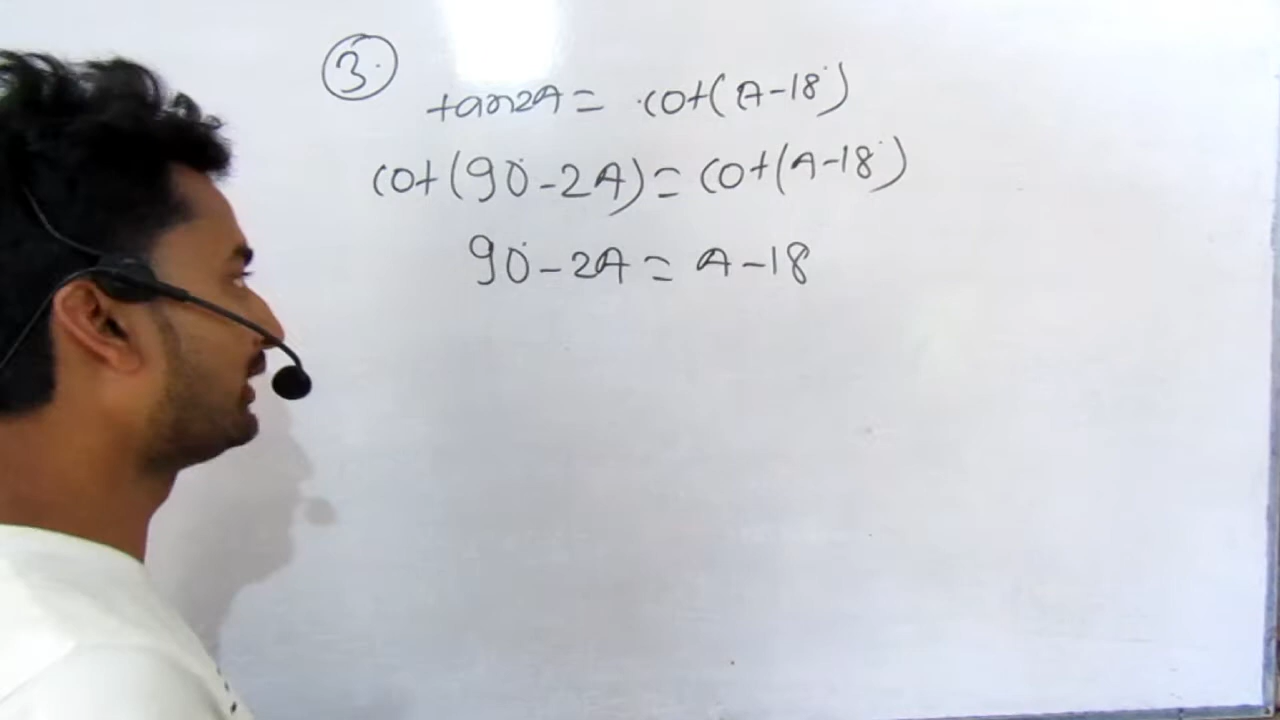 3.
tan2A = cot(A-18°)
cot(90°-2A) = cot(A-18°)
90°-2A = A-18